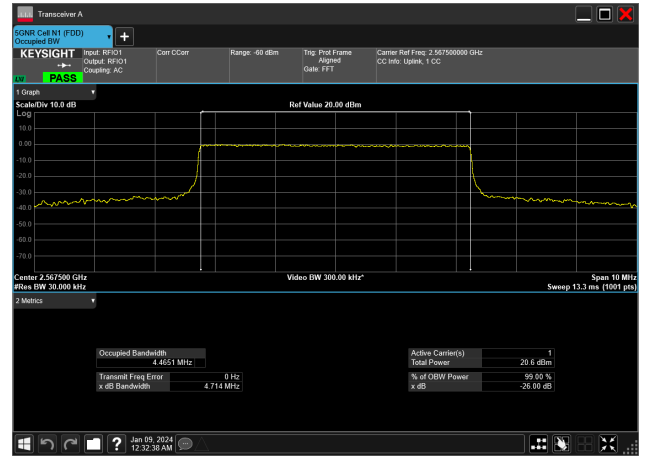 Transceiver A
5GNR Cell N1 (FDD)
Occupied BW
KEYSIGHT
LXI
PASS
Input: RFIO1
Output: RFIO1
Coupling: AC
Corr CCorr
Range: -60 dBm
Trig: Prot Frame
Aligned
Gate: FFT
Carrier Ref Freq: 2.567500000 GHz
CC Info: Uplink, 1 CC
1 Graph
Scale/Div 10.0 dB
Ref Value 20.00 dBm
Log
10.0
0.00
-10.0
-20.0
-30.0
-40.0
-50.0
-60.0
-70.0
Center 2.567500 GHz
Video BW 300.00 kHz*
Span 10 MHz
#Res BW 30.000 kHz
Sweep 13.3 ms (1001 pts)
2 Metrics
Occupied Bandwidth
4.4651 MHz
Transmit Freq Error 0 Hz
x dB Bandwidth 4.714 MHz
Active Carrier(s) 1
Total Power 20.6 dBm
% of OBW Power 99.00 %
x dB -26.00 dB
Jan 09, 2024
12:32:38 AM